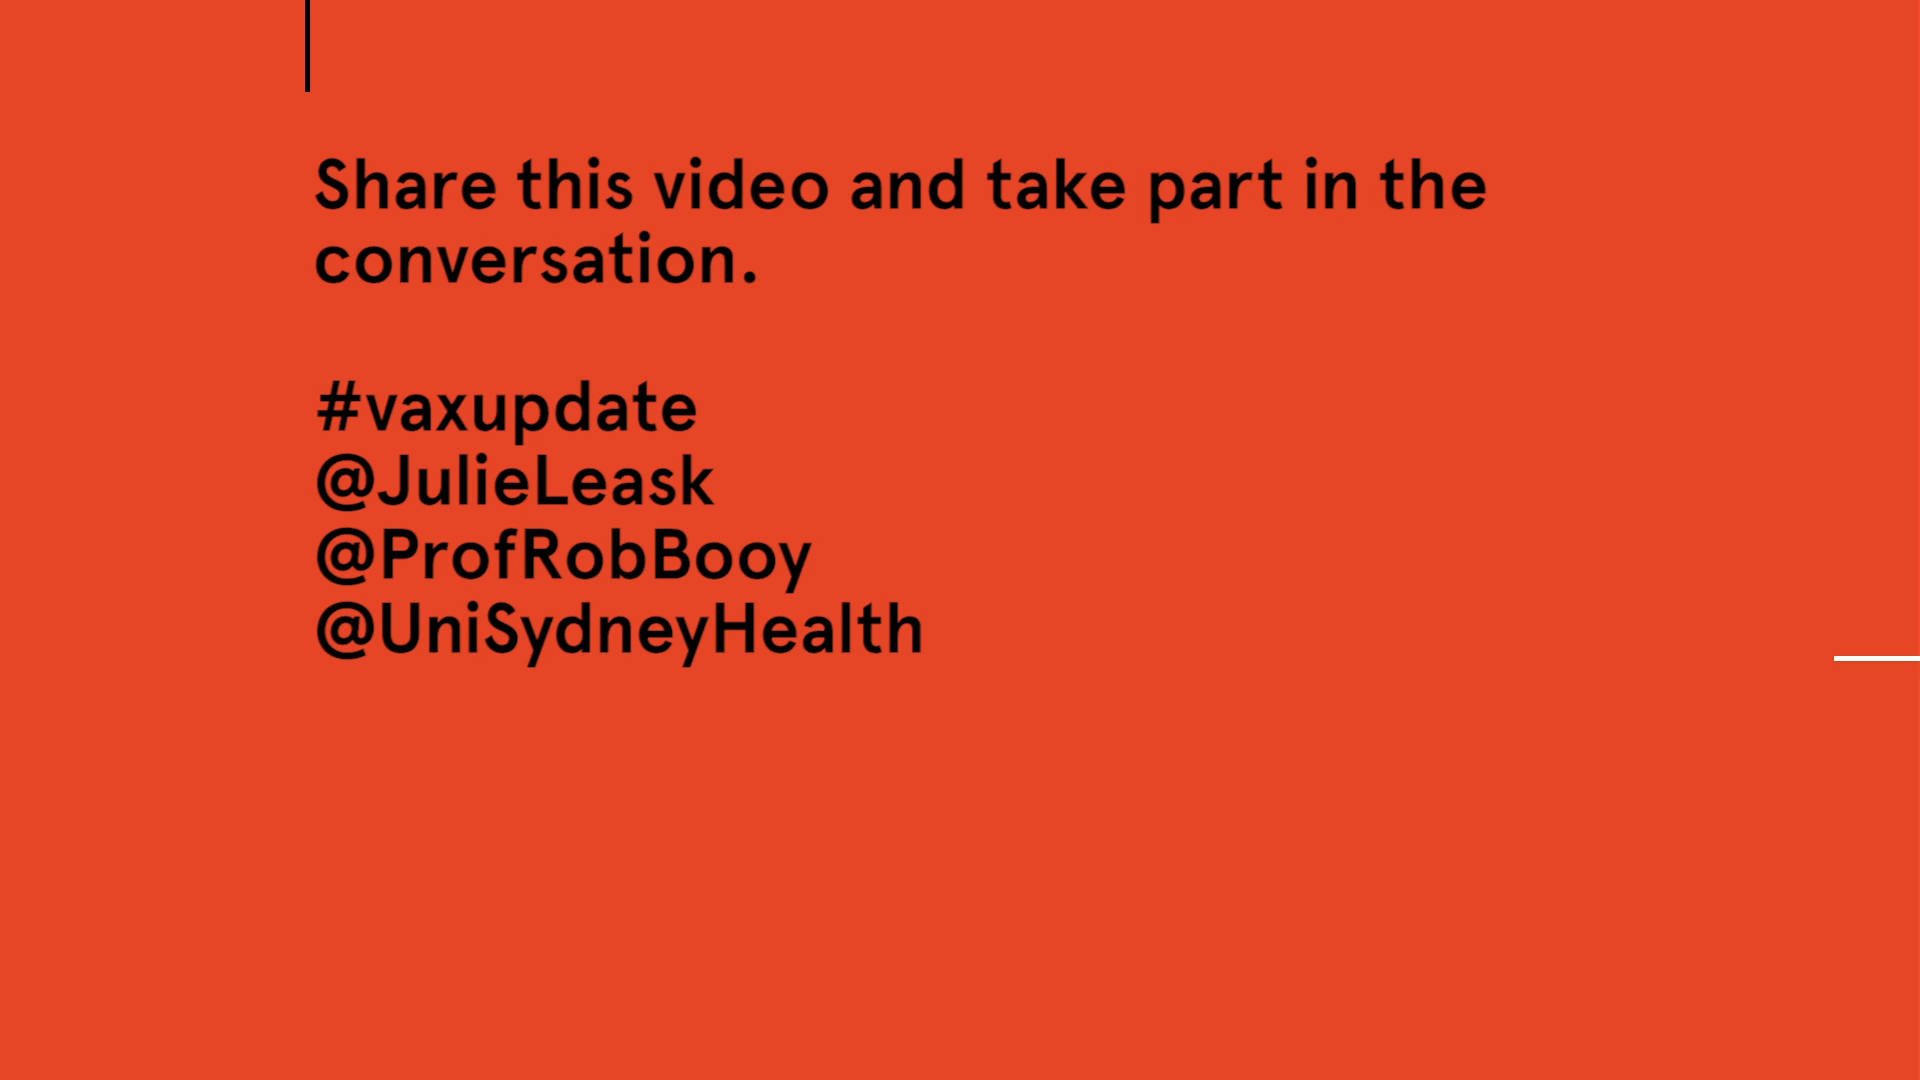 Share this video and take part in the
conversation.
#vaxupdate
@JulieLeask
@ProfRobBooy
@UniSydneyHealth